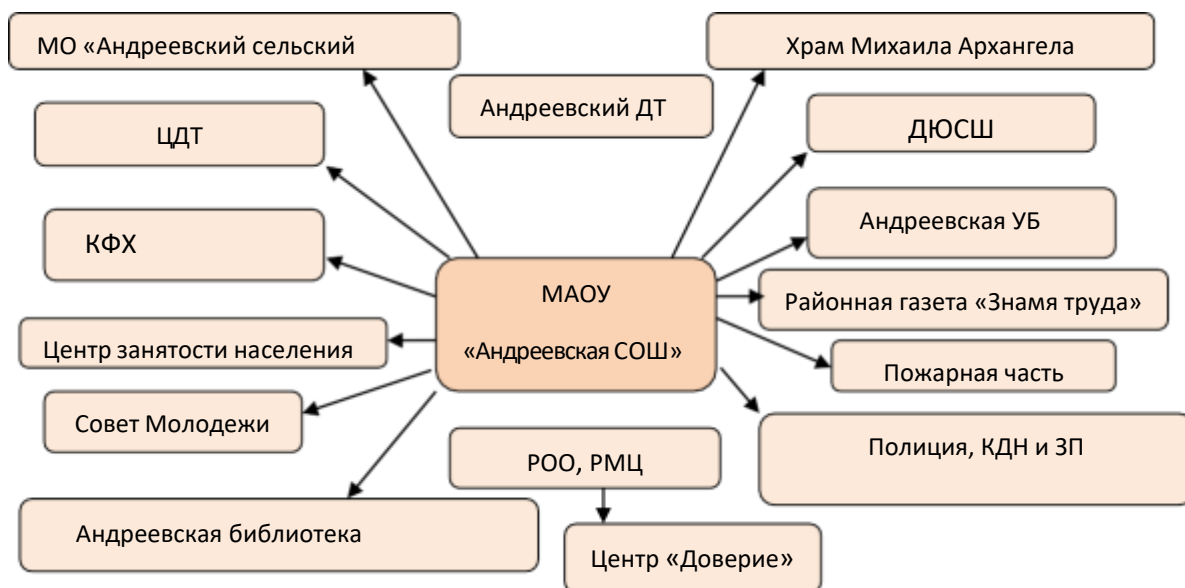 МО «Андреевский сельский
Храм Михаила Архангела
Андреевский ДТ
ЦДТ
ДЮСШ
КФХ
Андреевская УБ
МАОУ
«Андреевская СОШ»
Районная газета «Знамя труда»
Центр занятости населения
Пожарная часть
Совет Молодежи
Полиция, КДН и ЗП
РОО, РМЦ
Андреевская библиотека
Центр «Доверие»